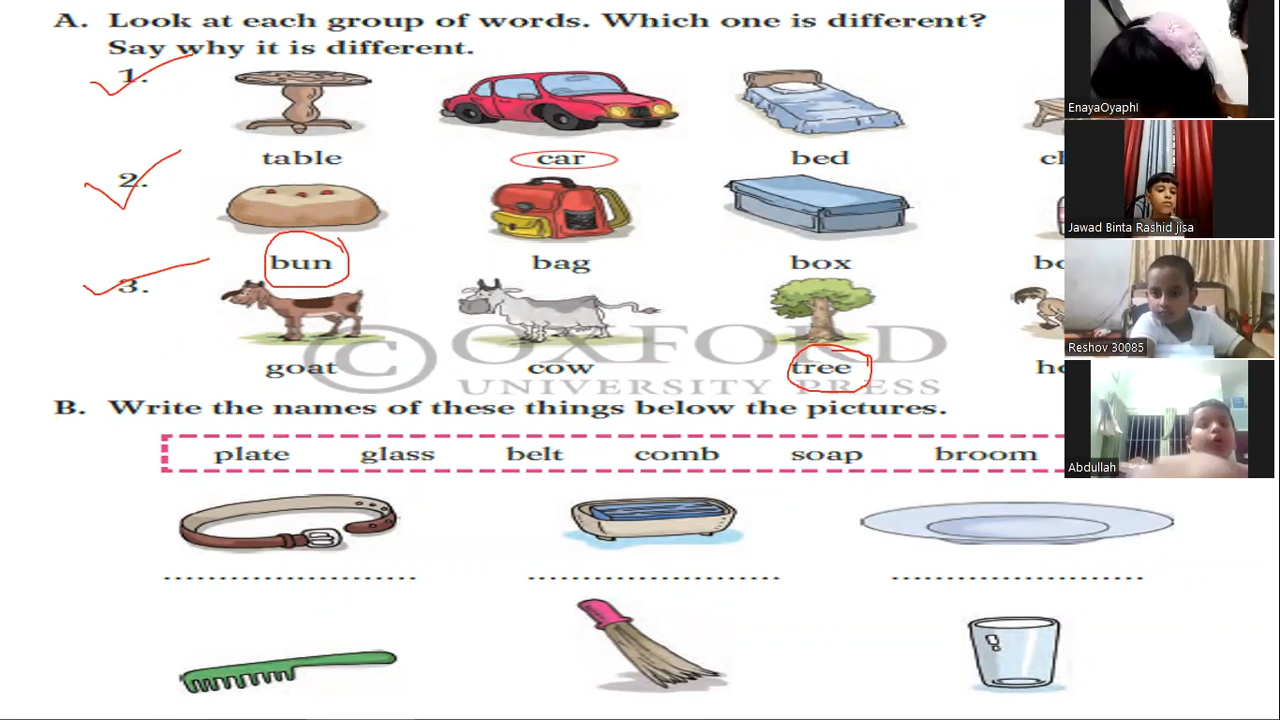 A. Look at each group of words. Which one is different?
Say why it is different.
1.
table car bed
2.
bun bag box
3.
goat cow tree
© OXFORD
UNIVERSITY PRESS
B. Write the names of these things below the pictures.
plate glass belt comb soap broom
EnayaOyaphI
Jawad Binta Rashid jisa
Reshov 30085
Abdullah